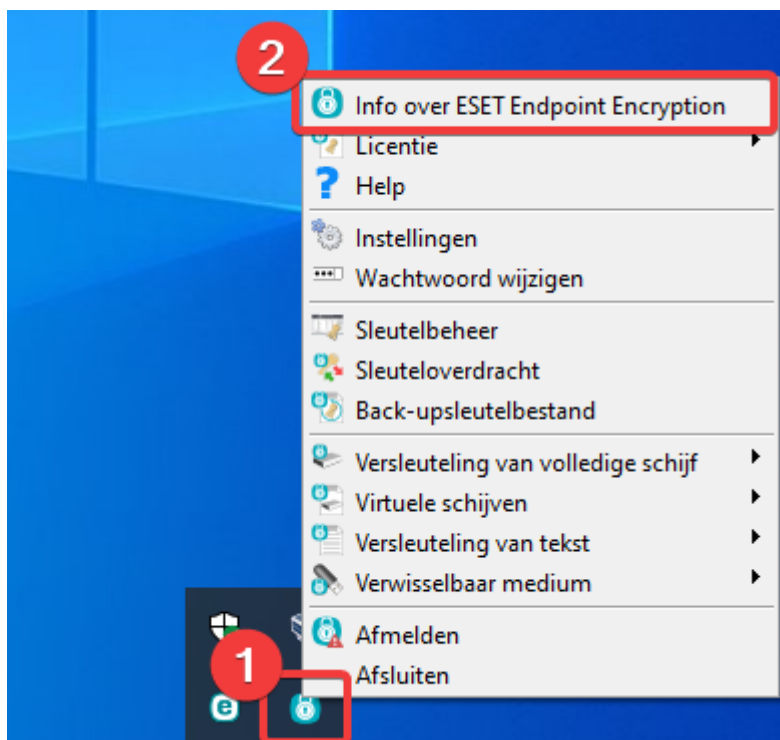 2
Info over ESET Endpoint Encryption
Licentie
Help
Instellingen
Wachtwoord wijzigen
Sleutelbeheer
Sleuteloverdracht
Back-upsleutelbestand
Versleuteling van volledige schijf
Virtuele schijven
Versleuteling van tekst
Verwisselbaar medium
Afmelden
1
Afsluiten
e